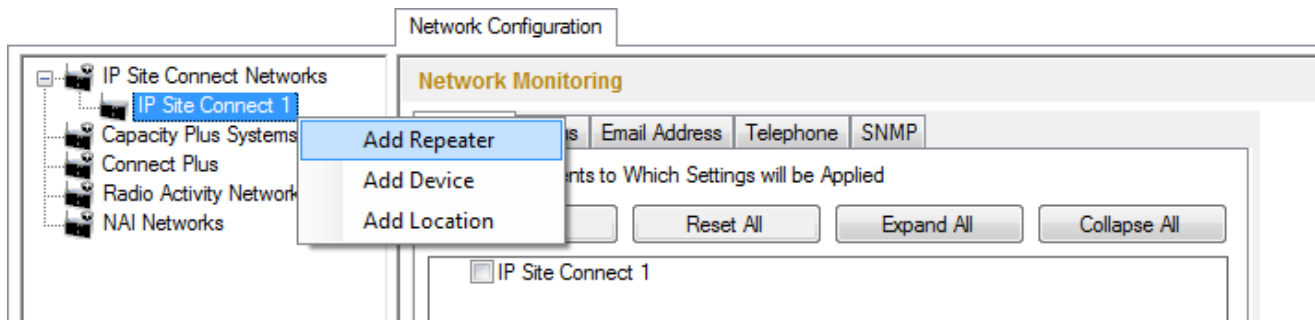 Network Configuration
IP Site Connect Networks
IP Site Connect 1
Capacity Plus Systems
Connect Plus
Radio Activity Network
NAI Networks
Add Repeater
Add Device
Add Location
Network Monitoring
Email Address Telephone SNMP
to Which Settings will be Applied
Reset All Expand All Collapse All
IP Site Connect 1